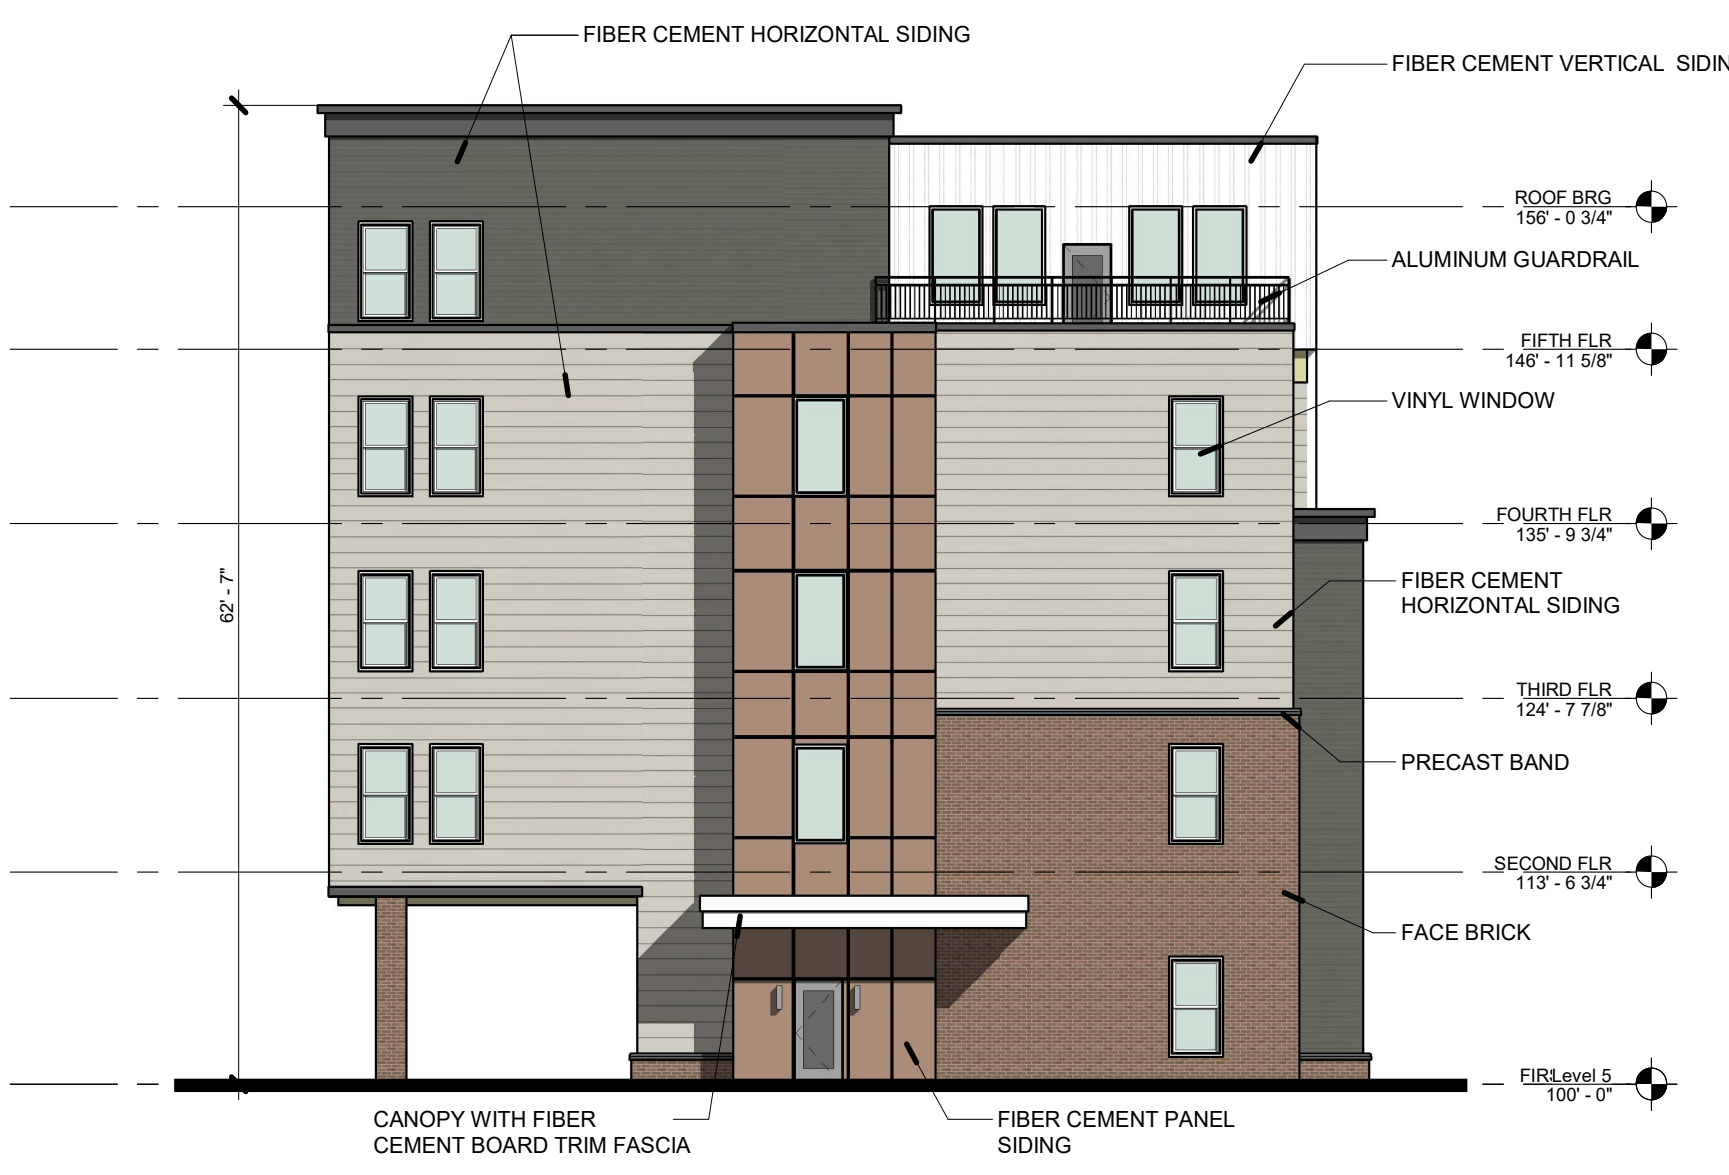 FIBER CEMENT HORIZONTAL SIDING
FIBER CEMENT VERTICAL SIDIN
ROOF BRG
156' - 0 3/4"
ALUMINUM GUARDRAIL
FIFTH FLR
146' - 11 5/8"
VINYL WINDOW
FOURTH FLR
135' - 9 3/4"
62' - 7"
FIBER CEMENT
HORIZONTAL SIDING
THIRD FLR
124' - 7 7/8"
PRECAST BAND
SECOND FLR
113' - 6 3/4"
FACE BRICK
Level 5
100' - 0"
CANOPY WITH FIBER
CEMENT BOARD TRIM FASCIA
FIBER CEMENT PANEL
SIDING